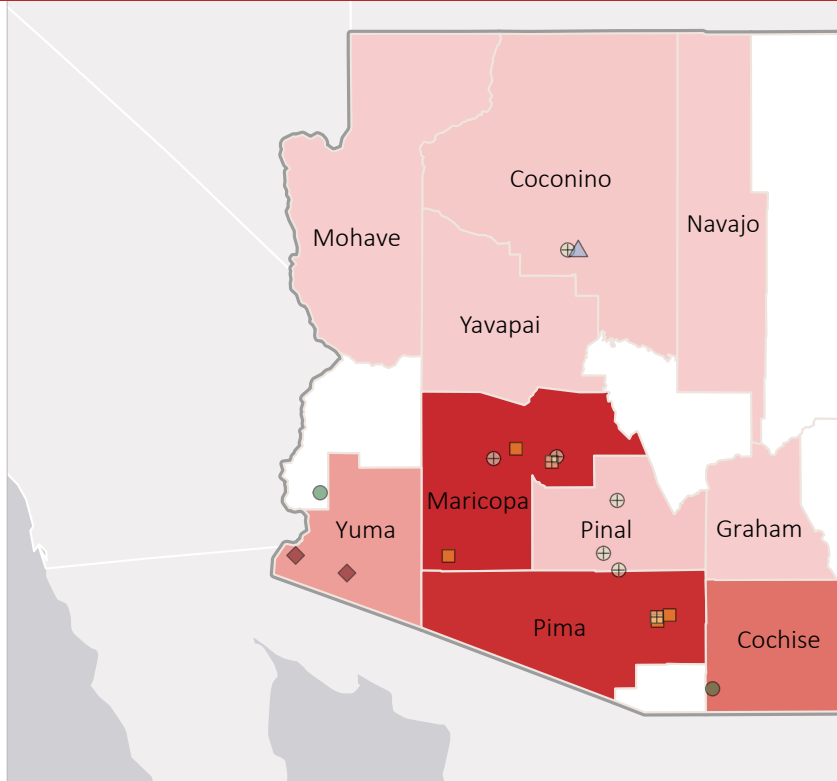 Coconino
Navajo
Mohave
Yavapai
Maricopa
Yuma
Pinal
Graham
Pima
Cochise